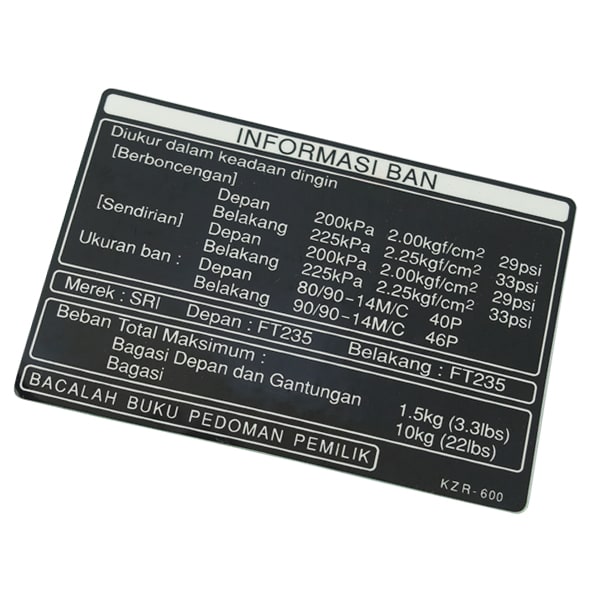 INFORMASI BAN
Diukur dalam keadaan dingin
[Berboncengan]
Depan 200kPa 2.00kgf/cm² 29psi
Belakang 225kPa 2.25kgf/cm² 33psi
[Sendirian] Depan 200kPa 2.00kgf/cm² 29psi
Belakang 225kPa 2.25kgf/cm² 33psi
Ukuran ban : Depan 80/90-14M/C 40P
Belakang 90/90-14M/C 46P
Merek : SRI Depan : FT235 Belakang : FT235
Beban Total Maksimum :
Bagasi Depan dan Gantungan 1.5kg (3.3lbs)
Bagasi 10kg (22lbs)
BACALAH BUKU PEDOMAN PEMILIK
KZR-600